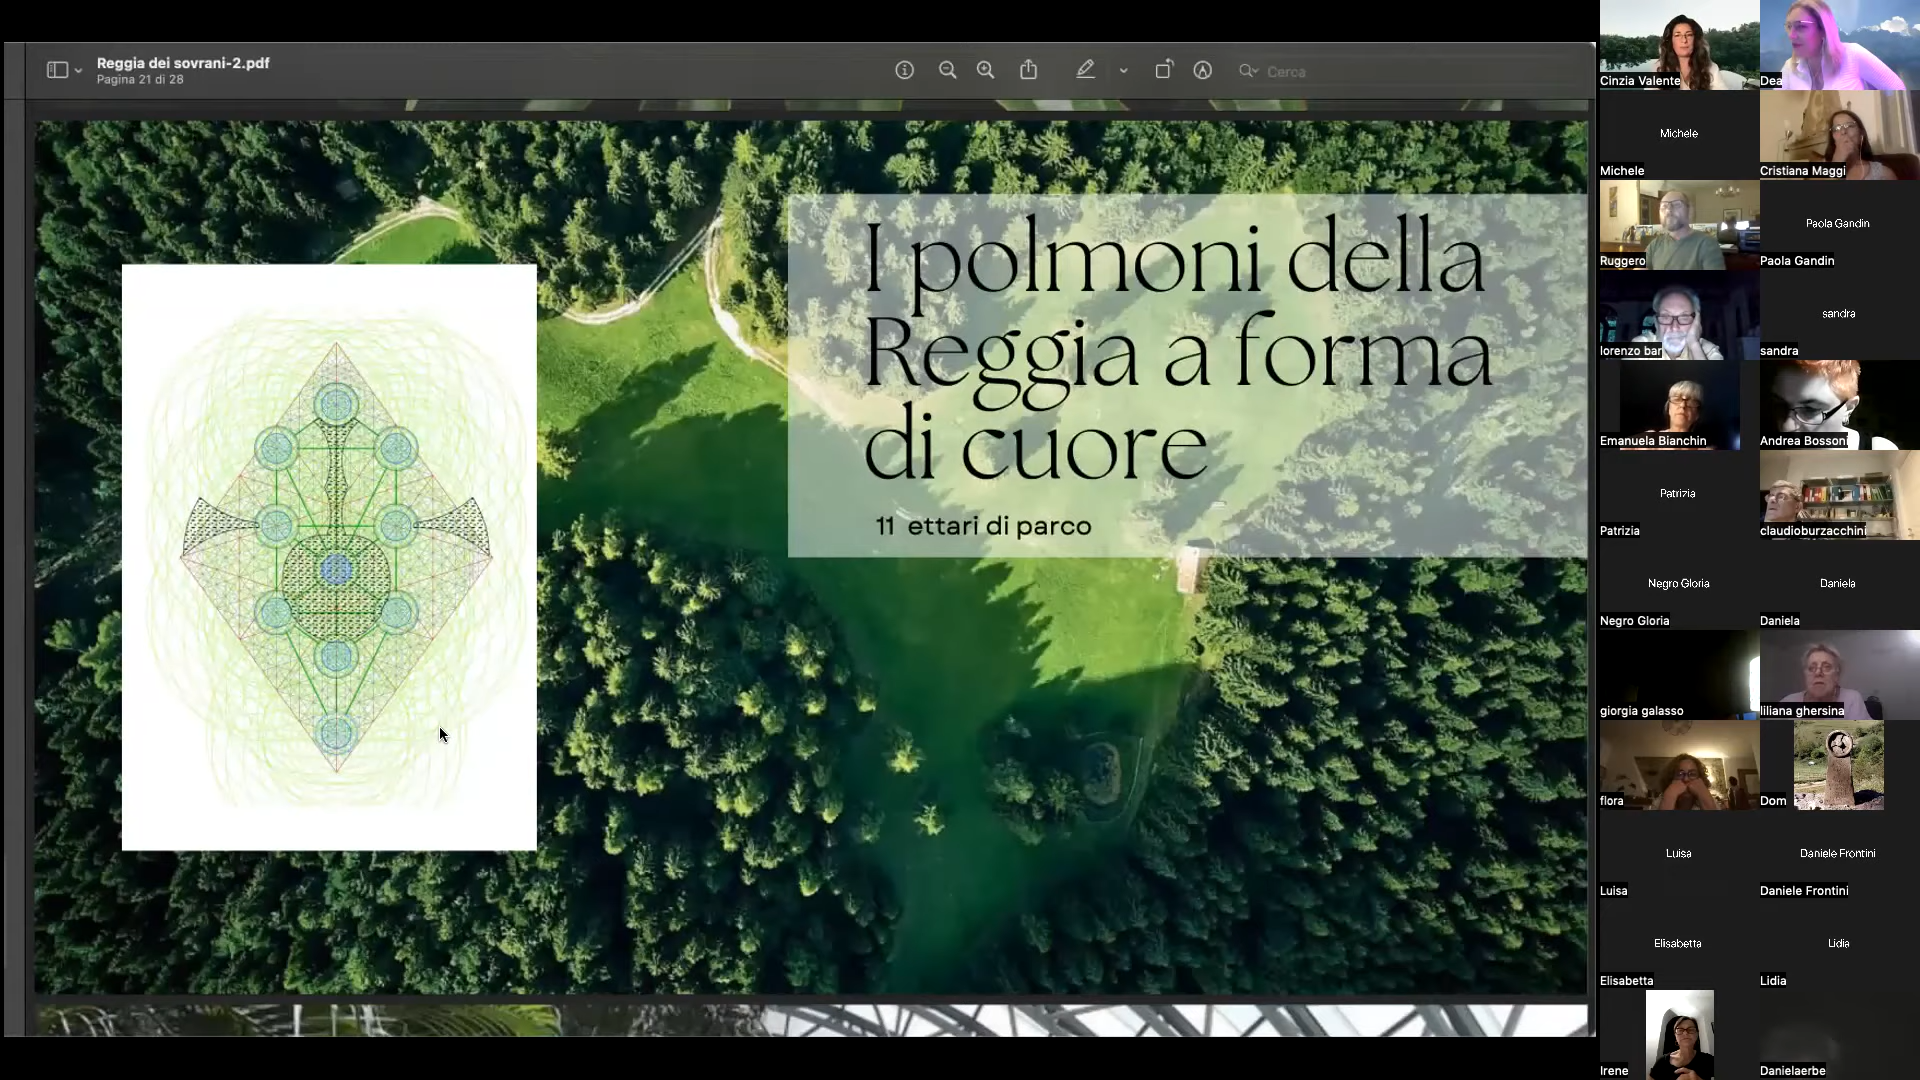 Reggia dei sovrani-2.pdf
Pagina 21 di 28
Cerca
I polmoni della
Reggia a forma
di cuore
11 ettari di parco
Cinzia Valente
Dea
Michele
Michele
Cristiana Maggi
Ruggero
Paola Gandin
Paola Gandin
lorenzo bar
sandra
sandra
Emanuela Bianchin
Andrea Bossoni
Patrizia
Patrizia
claudioburzacchini
Negro Gloria
Negro Gloria
Daniela
Daniela
giorgia galasso
liliana ghersina
flora
Dom
Luisa
Luisa
Daniele Frontini
Daniele Frontini
Elisabetta
Elisabetta
Lidia
Lidia
Irene
Danielaerbe